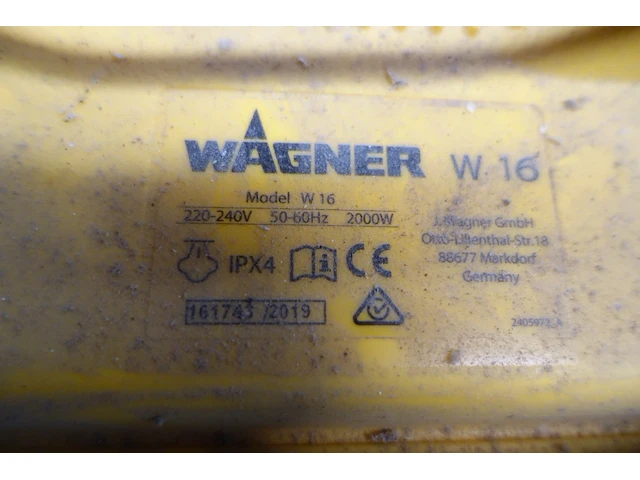 WAGNER W 16
Model W 16
220-240V 50-60Hz 2000W
IPX4 i CE
161743 /2019
J. Wagner GmbH
Otto-Lilienthal-Str.18
88677 Markdorf
Germany